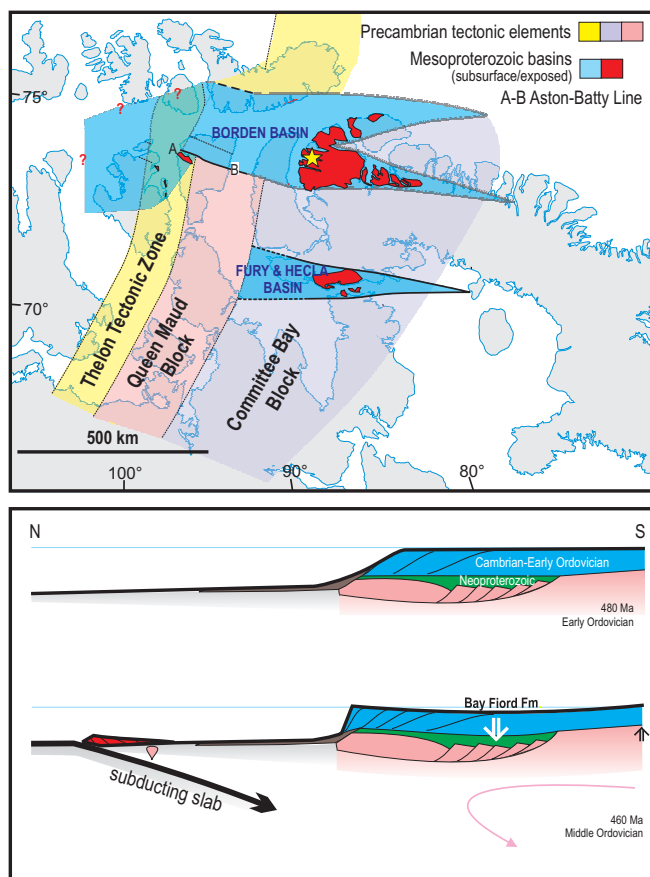 Precambrian tectonic elements
Mesoproterozoic basins
(subsurface/exposed)
A-B Aston-Batty Line
75°
70°
?
?
?
BORDEN BASIN
A
B
FURY & HECLA
BASIN
Thelon Tectonic Zone
Queen Maud
Block
Committee Bay
Block
500 km
100°
90°
80°
N
S
Cambrian-Early Ordovician
Neoproterozoic
480 Ma
Early Ordovician
Bay Fiord Fm
subducting slab
460 Ma
Middle Ordovician